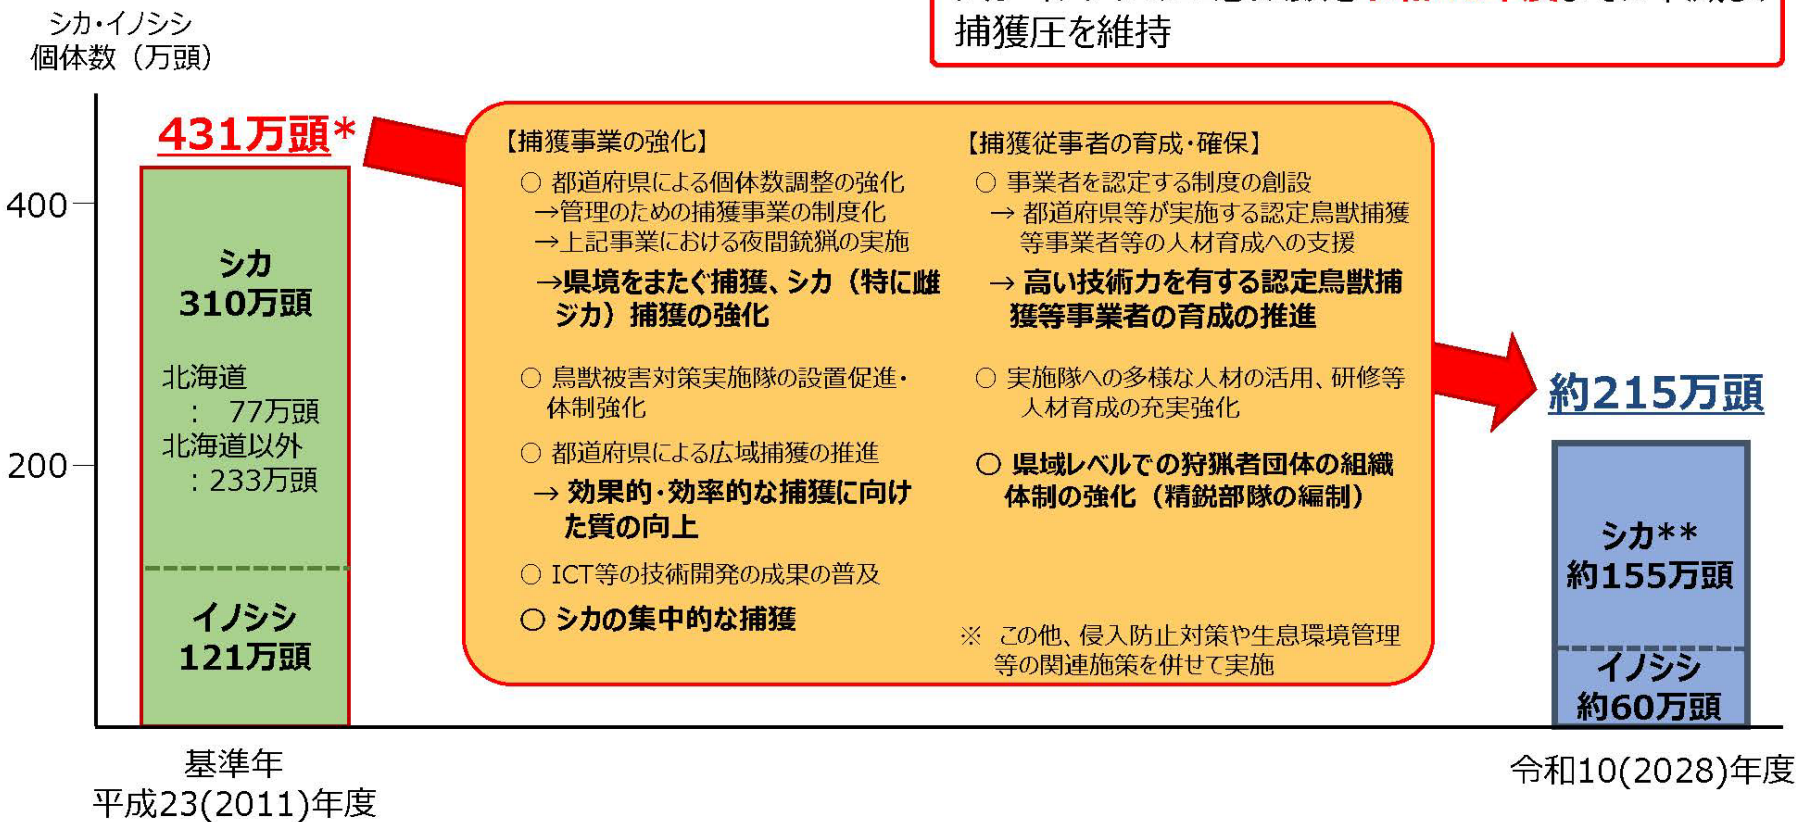 シカ・イノシシ
個体数（万頭）
捕獲圧を維持
431万頭*
400
200
シカ
310万頭
北海道
： 77万頭
北海道以外
：233万頭
イノシシ
121万頭
基準年
平成23(2011)年度
【捕獲事業の強化】
○ 都道府県による個体数調整の強化
→管理のための捕獲事業の制度化
→上記事業における夜間銃猟の実施
→県境をまたぐ捕獲、シカ（特に雌
ジカ）捕獲の強化
○ 鳥獣被害対策実施隊の設置促進・
体制強化
○ 都道府県による広域捕獲の推進
→ 効果的・効率的な捕獲に向け
た質の向上
○ ICT等の技術開発の成果の普及
○ シカの集中的な捕獲
【捕獲従事者の育成・確保】
○ 事業者を認定する制度の創設
→ 都道府県等が実施する認定鳥獣捕獲
等事業者等の人材育成への支援
→ 高い技術力を有する認定鳥獣捕
獲等事業者の育成の推進
○ 実施隊への多様な人材の活用、研修等
人材育成の充実強化
○ 県域レベルでの狩猟者団体の組織
体制の強化（精鋭部隊の編制）
※ この他、侵入防止対策や生息環境管理
等の関連施策を併せて実施
約215万頭
シカ**
約155万頭
イノシシ
約60万頭
令和10(2028)年度